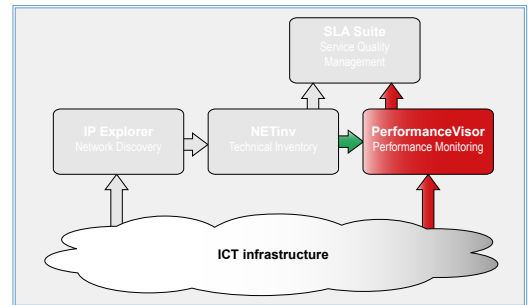 SLA Suite
Service Quality
Management
IP Explorer
Network Discovery
NETinv
Technical Inventory
PerformanceVisor
Performance Monitoring
ICT infrastructure